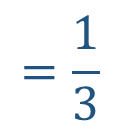 = 1/3